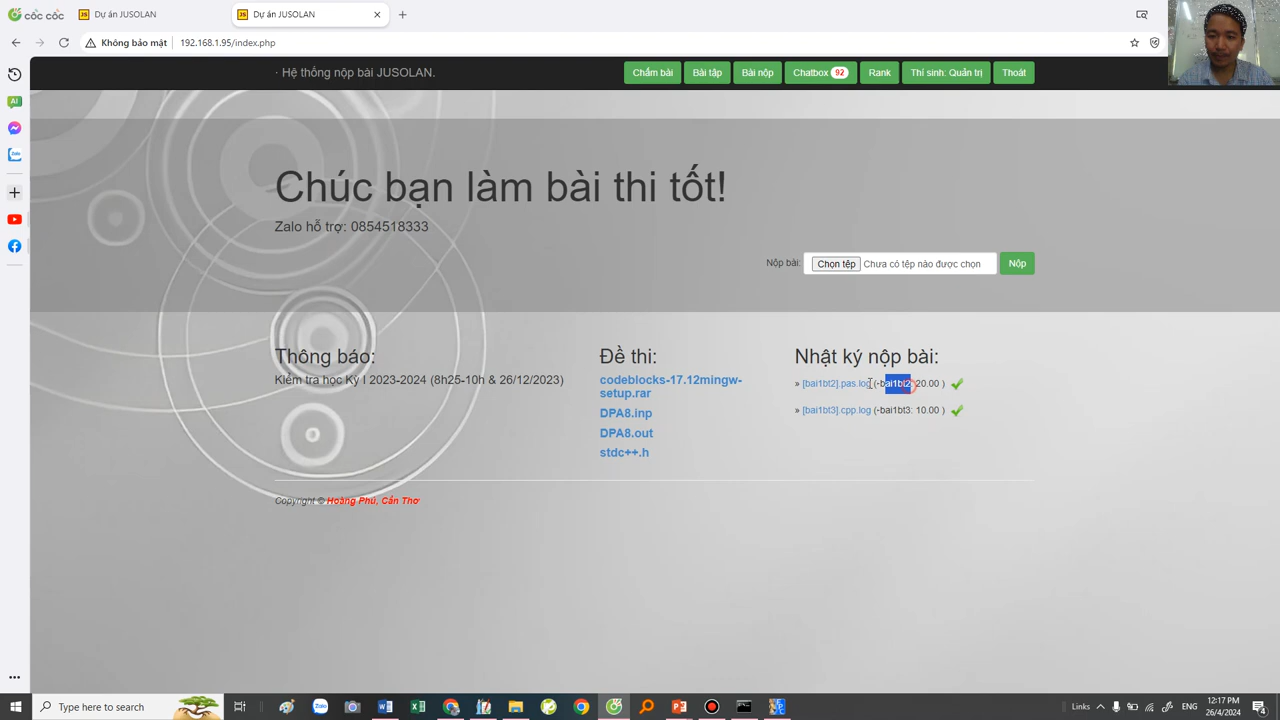 cốc cốc
Dự án JUSOLAN
Dự án JUSOLAN
Không bảo mật
192.168.1.95/index.php
· Hệ thống nộp bài JUSOLAN.
Chấm bài
Bài tập
Bài nộp
Chatbox 92
Rank
Thí sinh: Quản trị
Thoát
Chúc bạn làm bài thi tốt!
Zalo hỗ trợ: 0854518333
Nộp bài:
Chọn tệp
Chưa có tệp nào được chọn
Nộp
Thông báo:
Kiểm tra học Kỳ I 2023-2024 (8h25-10h & 26/12/2023)
Đề thi:
codeblocks-17.12mingw-
setup.rar
DPA8.inp
DPA8.out
stdc++.h
Nhật ký nộp bài:
» [bai1bt2].pas.log (-bai1bt2: 20.00 )
» [bai1bt3].cpp.log (-bai1bt3: 10.00 )
Copyright © Hoàng Phú, Cần Thơ
Type here to search
Links
ENG
12:17 PM
26/4/2024
4